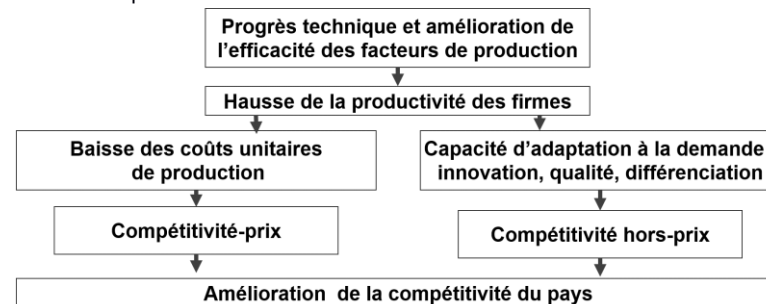 Progrès technique et amélioration de
l'efficacité des facteurs de production
Hausse de la productivité des firmes
Baisse des coûts unitaires
de production
Capacité d'adaptation à la demande
innovation, qualité, différenciation
Compétitivité-prix
Compétitivité hors-prix
Amélioration de la compétitivité du pays